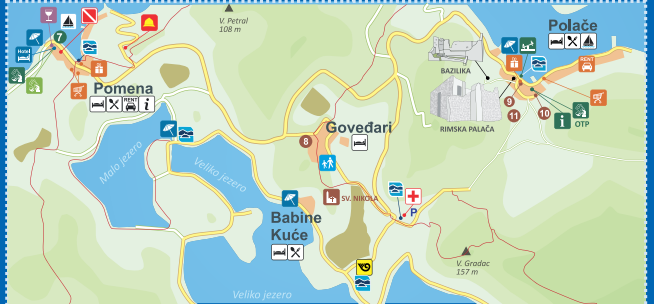 V. Petral
108 m
Polače
7
Hotel
BAZILIKA
RENT
Pomena
RENT
i
9
11
10
RIMSKA PALAČA
i
OTP
Goveđari
8
Malo jezero
Veliko jezero
SV. NIKOLA
P
Babine
Kuće
V. Gradac
157 m
Veliko jezero